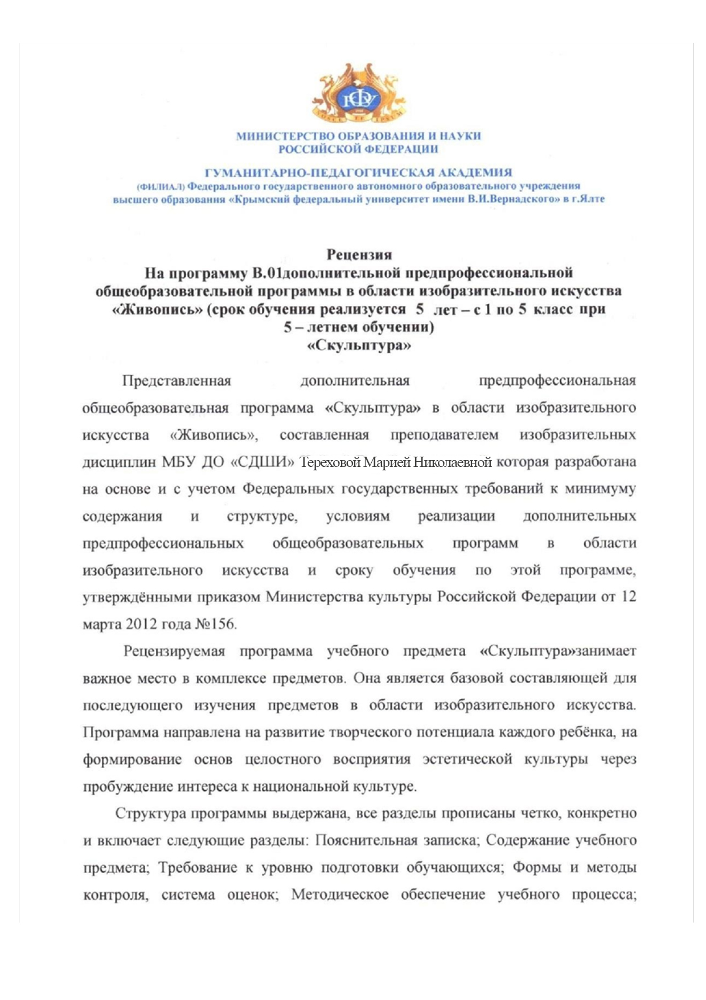 КФУ
NOSCE TE IPSUM
МИНИСТЕРСТВО ОБРАЗОВАНИЯ И НАУКИ
РОССИЙСКОЙ ФЕДЕРАЦИИ
ГУМАНИТАРНО-ПЕДАГОГИЧЕСКАЯ АКАДЕМИЯ
(ФИЛИАЛ) Федерального государственного автономного образовательного учреждения
высшего образования «Крымский федеральный университет имени В.И.Вернадского» в г.Ялте
Рецензия
На программу В.01дополнительной предпрофессиональной
общеобразовательной программы в области изобразительного искусства
«Живопись» (срок обучения реализуется 5 лет – с 1 по 5 класс при
5 – летнем обучении)
«Скульптура»
Представленная дополнительная предпрофессиональная
общеобразовательная программа «Скульптура» в области изобразительного
искусства «Живопись», составленная преподавателем изобразительных
дисциплин МБУ ДО «СДШИ» Тереховой Марией Николаевной которая разработана
на основе и с учетом Федеральных государственных требований к минимуму
содержания и структуре, условиям реализации дополнительных
предпрофессиональных общеобразовательных программ в области
изобразительного искусства и сроку обучения по этой программе,
утверждёнными приказом Министерства культуры Российской Федерации от 12
марта 2012 года №156.
Рецензируемая программа учебного предмета «Скульптура»занимает
важное место в комплексе предметов. Она является базовой составляющей для
последующего изучения предметов в области изобразительного искусства.
Программа направлена на развитие творческого потенциала каждого ребёнка, на
формирование основ целостного восприятия эстетической культуры через
пробуждение интереса к национальной культуре.
Структура программы выдержана, все разделы прописаны четко, конкретно
и включает следующие разделы: Пояснительная записка; Содержание учебного
предмета; Требование к уровню подготовки обучающихся; Формы и методы
контроля, система оценок; Методическое обеспечение учебного процесса;